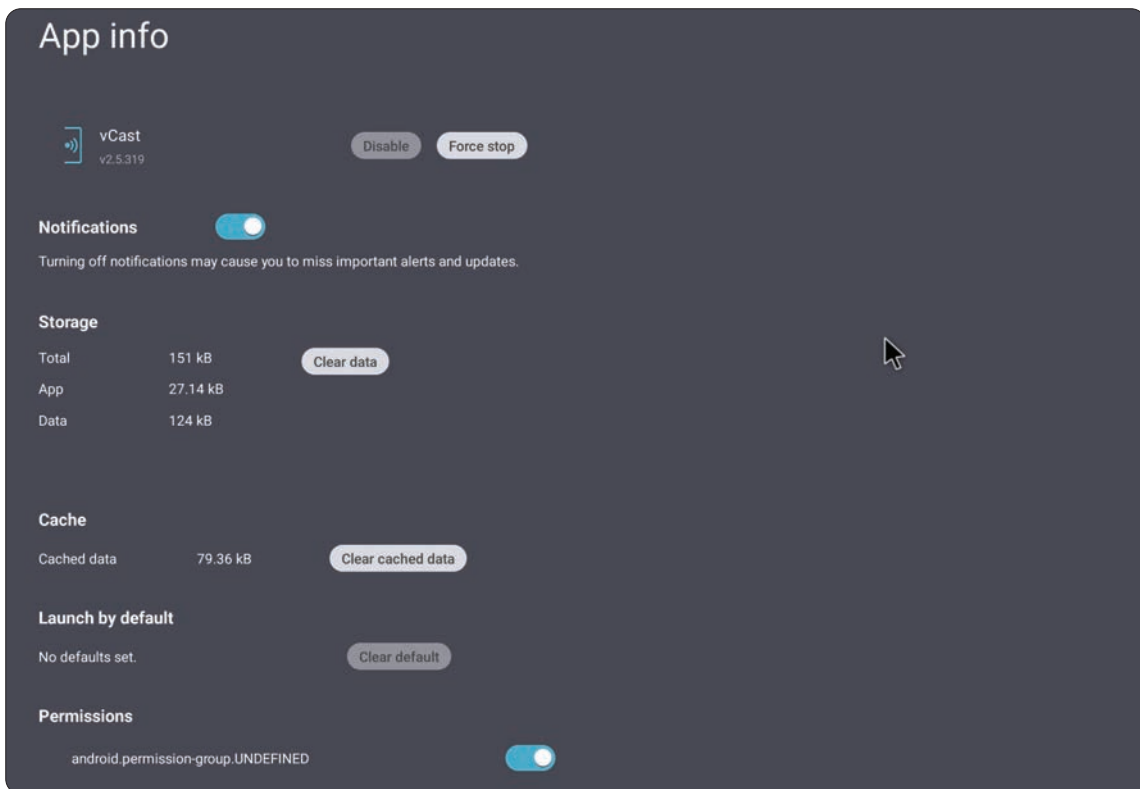 App info
vCast
v2.5.319
Disable
Force stop
Notifications
Turning off notifications may cause you to miss important alerts and updates.
Storage
Total 151 kB Clear data
App 27.14 kB
Data 124 kB
Cache
Cached data 79.36 kB Clear cached data
Launch by default
No defaults set. Clear default
Permissions
android.permission-group.UNDEFINED